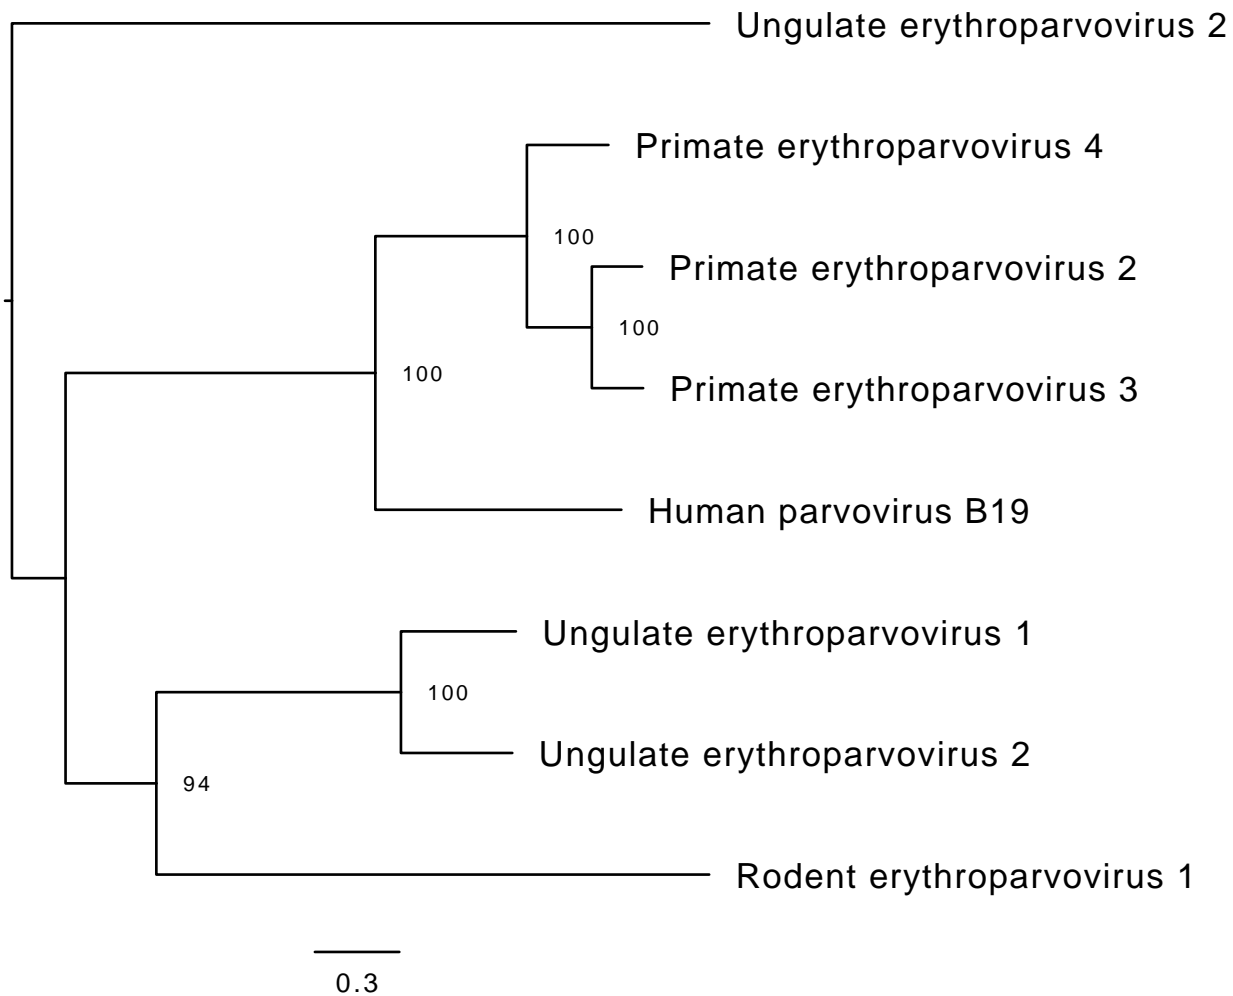 Ungulate erythroparvovirus 2
Primate erythroparvovirus 4
100
Primate erythroparvovirus 2
100
100
Primate erythroparvovirus 3
Human parvovirus B19
Ungulate erythroparvovirus 1
100
Ungulate erythroparvovirus 2
94
Rodent erythroparvovirus 1
0.3